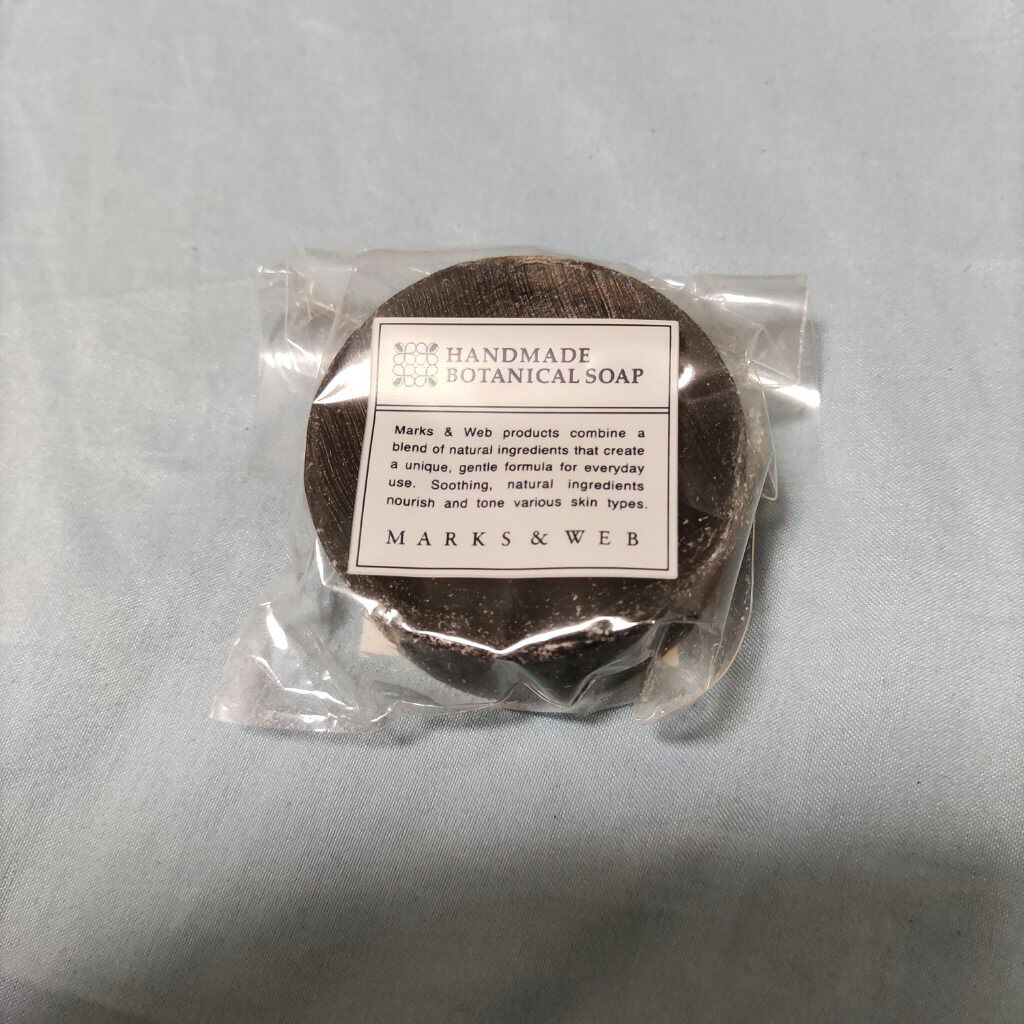 HANDMADE
BOTANICAL SOAP
Marks & Web products combine a
blend of natural ingredients that create
a unique, gentle formula for everyday
use. Soothing, natural ingredients
nourish and tone various skin types.
MARKS & WEB